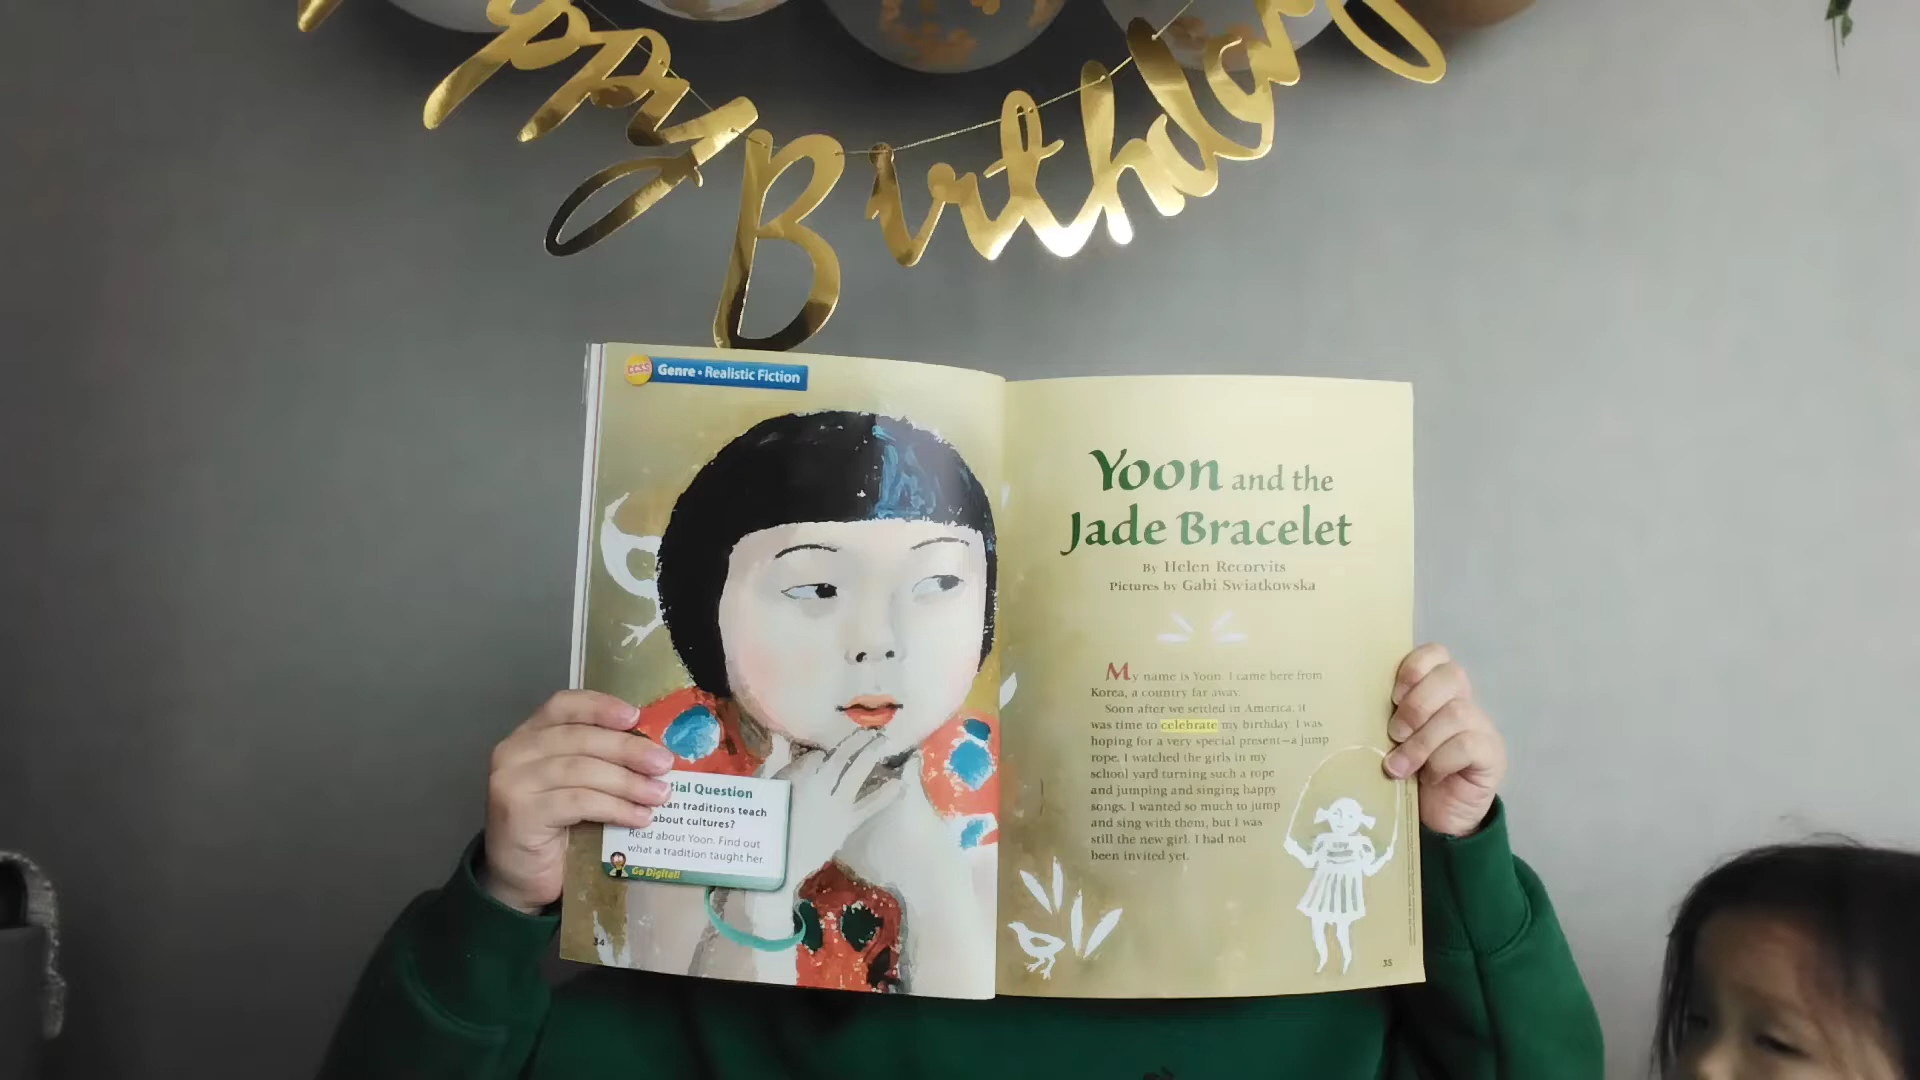 Birthday
Genre • Realistic Fiction
Yoon and the
Jade Bracelet
By Helen Recorvits
Pictures by Gabi Swiatkowska
My name is Yoon. I came here from
Korea, a country far away.
Soon after we settled in America, it
was time to celebrate my birthday. I was
hoping for a very special present—a jump
rope. I watched the girls in my
school yard turning such a rope
and jumping and singing happy
songs. I wanted so much to jump
and sing with them, but I was
still the new girl. I had not
been invited yet.
Question
can traditions teach
about cultures?
Read about Yoon. Find out
what a tradition taught her.
Go Digital!
34
35